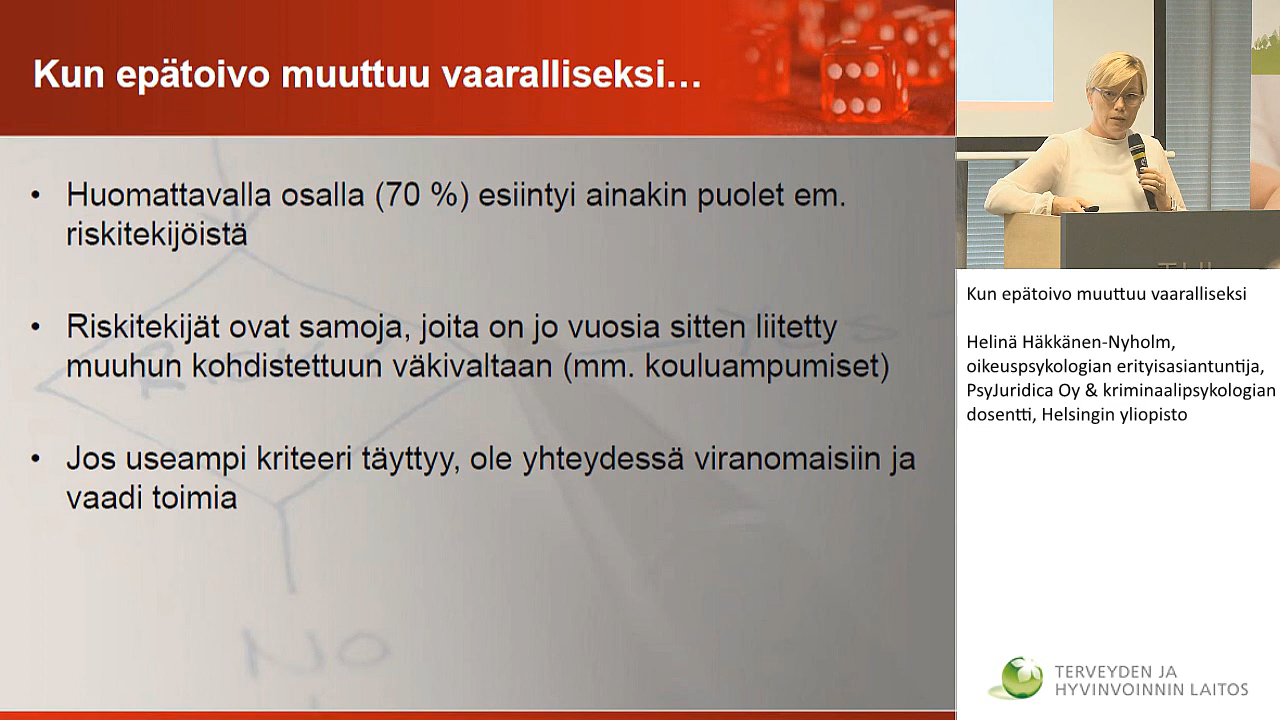 Kun epätoivo muuttuu vaaralliseksi…
• Huomattavalla osalla (70 %) esiintyi ainakin puolet em.
riskitekijöistä
• Riskitekijät ovat samoja, joita on jo vuosia sitten liitetty
muuhun kohdistettuun väkivaltaan (mm. kouluampumiset)
• Jos useampi kriteeri täyttyy, ole yhteydessä viranomaisiin ja
vaadi toimia
NO
Kun epätoivo muuttuu vaaralliseksi
Helinä Häkkänen-Nyholm,
oikeuspsykologian erityisasiantuntija,
PsyJuridica Oy & kriminaalipsykologian
dosentti, Helsingin yliopisto
TERVEYDEN JA
HYVINVOINNIN LAITOS